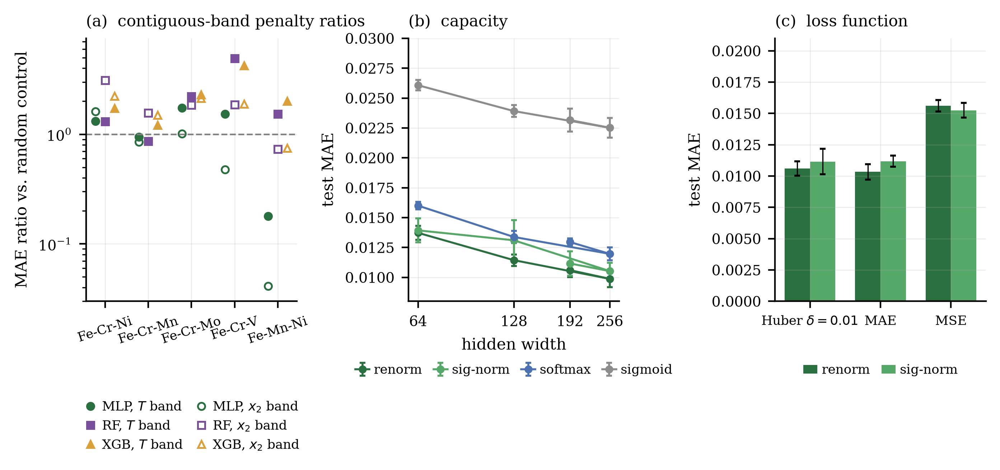 (a)  contiguous-band penalty ratios
MAE ratio vs. random control
10⁰
10⁻¹
Fe-Cr-Ni
Fe-Cr-Mn
Fe-Cr-Mo
Fe-Cr-V
Fe-Mn-Ni
MLP, T band
RF, T band
XGB, T band
MLP, x₂ band
RF, x₂ band
XGB, x₂ band
(b)  capacity
test MAE
0.0300
0.0275
0.0250
0.0225
0.0200
0.0175
0.0150
0.0125
0.0100
64 128 192 256
hidden width
renorm sig-norm softmax sigmoid
(c)  loss function
test MAE
0.0200
0.0175
0.0150
0.0125
0.0100
0.0075
0.0050
0.0025
0.0000
Huber δ = 0.01 MAE MSE
renorm sig-norm